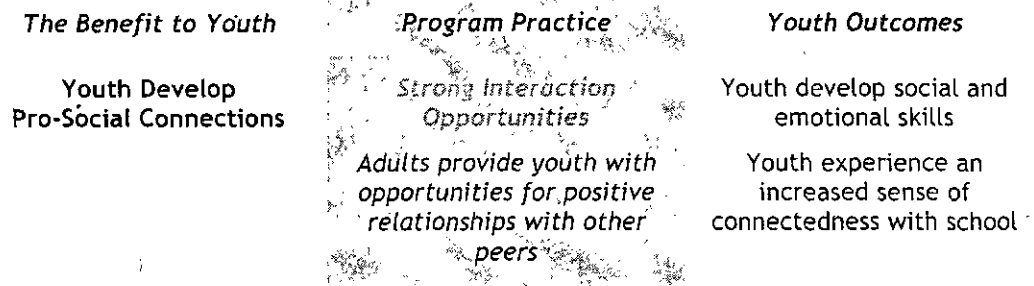 The Benefit to Youth
Program Practice
Youth Outcomes
Youth Develop
Pro-Social Connections
Strong Interaction
Opportunities
Adults provide youth with
opportunities for positive
relationships with other
peers
Youth develop social and
emotional skills
Youth experience an
increased sense of
connectedness with school